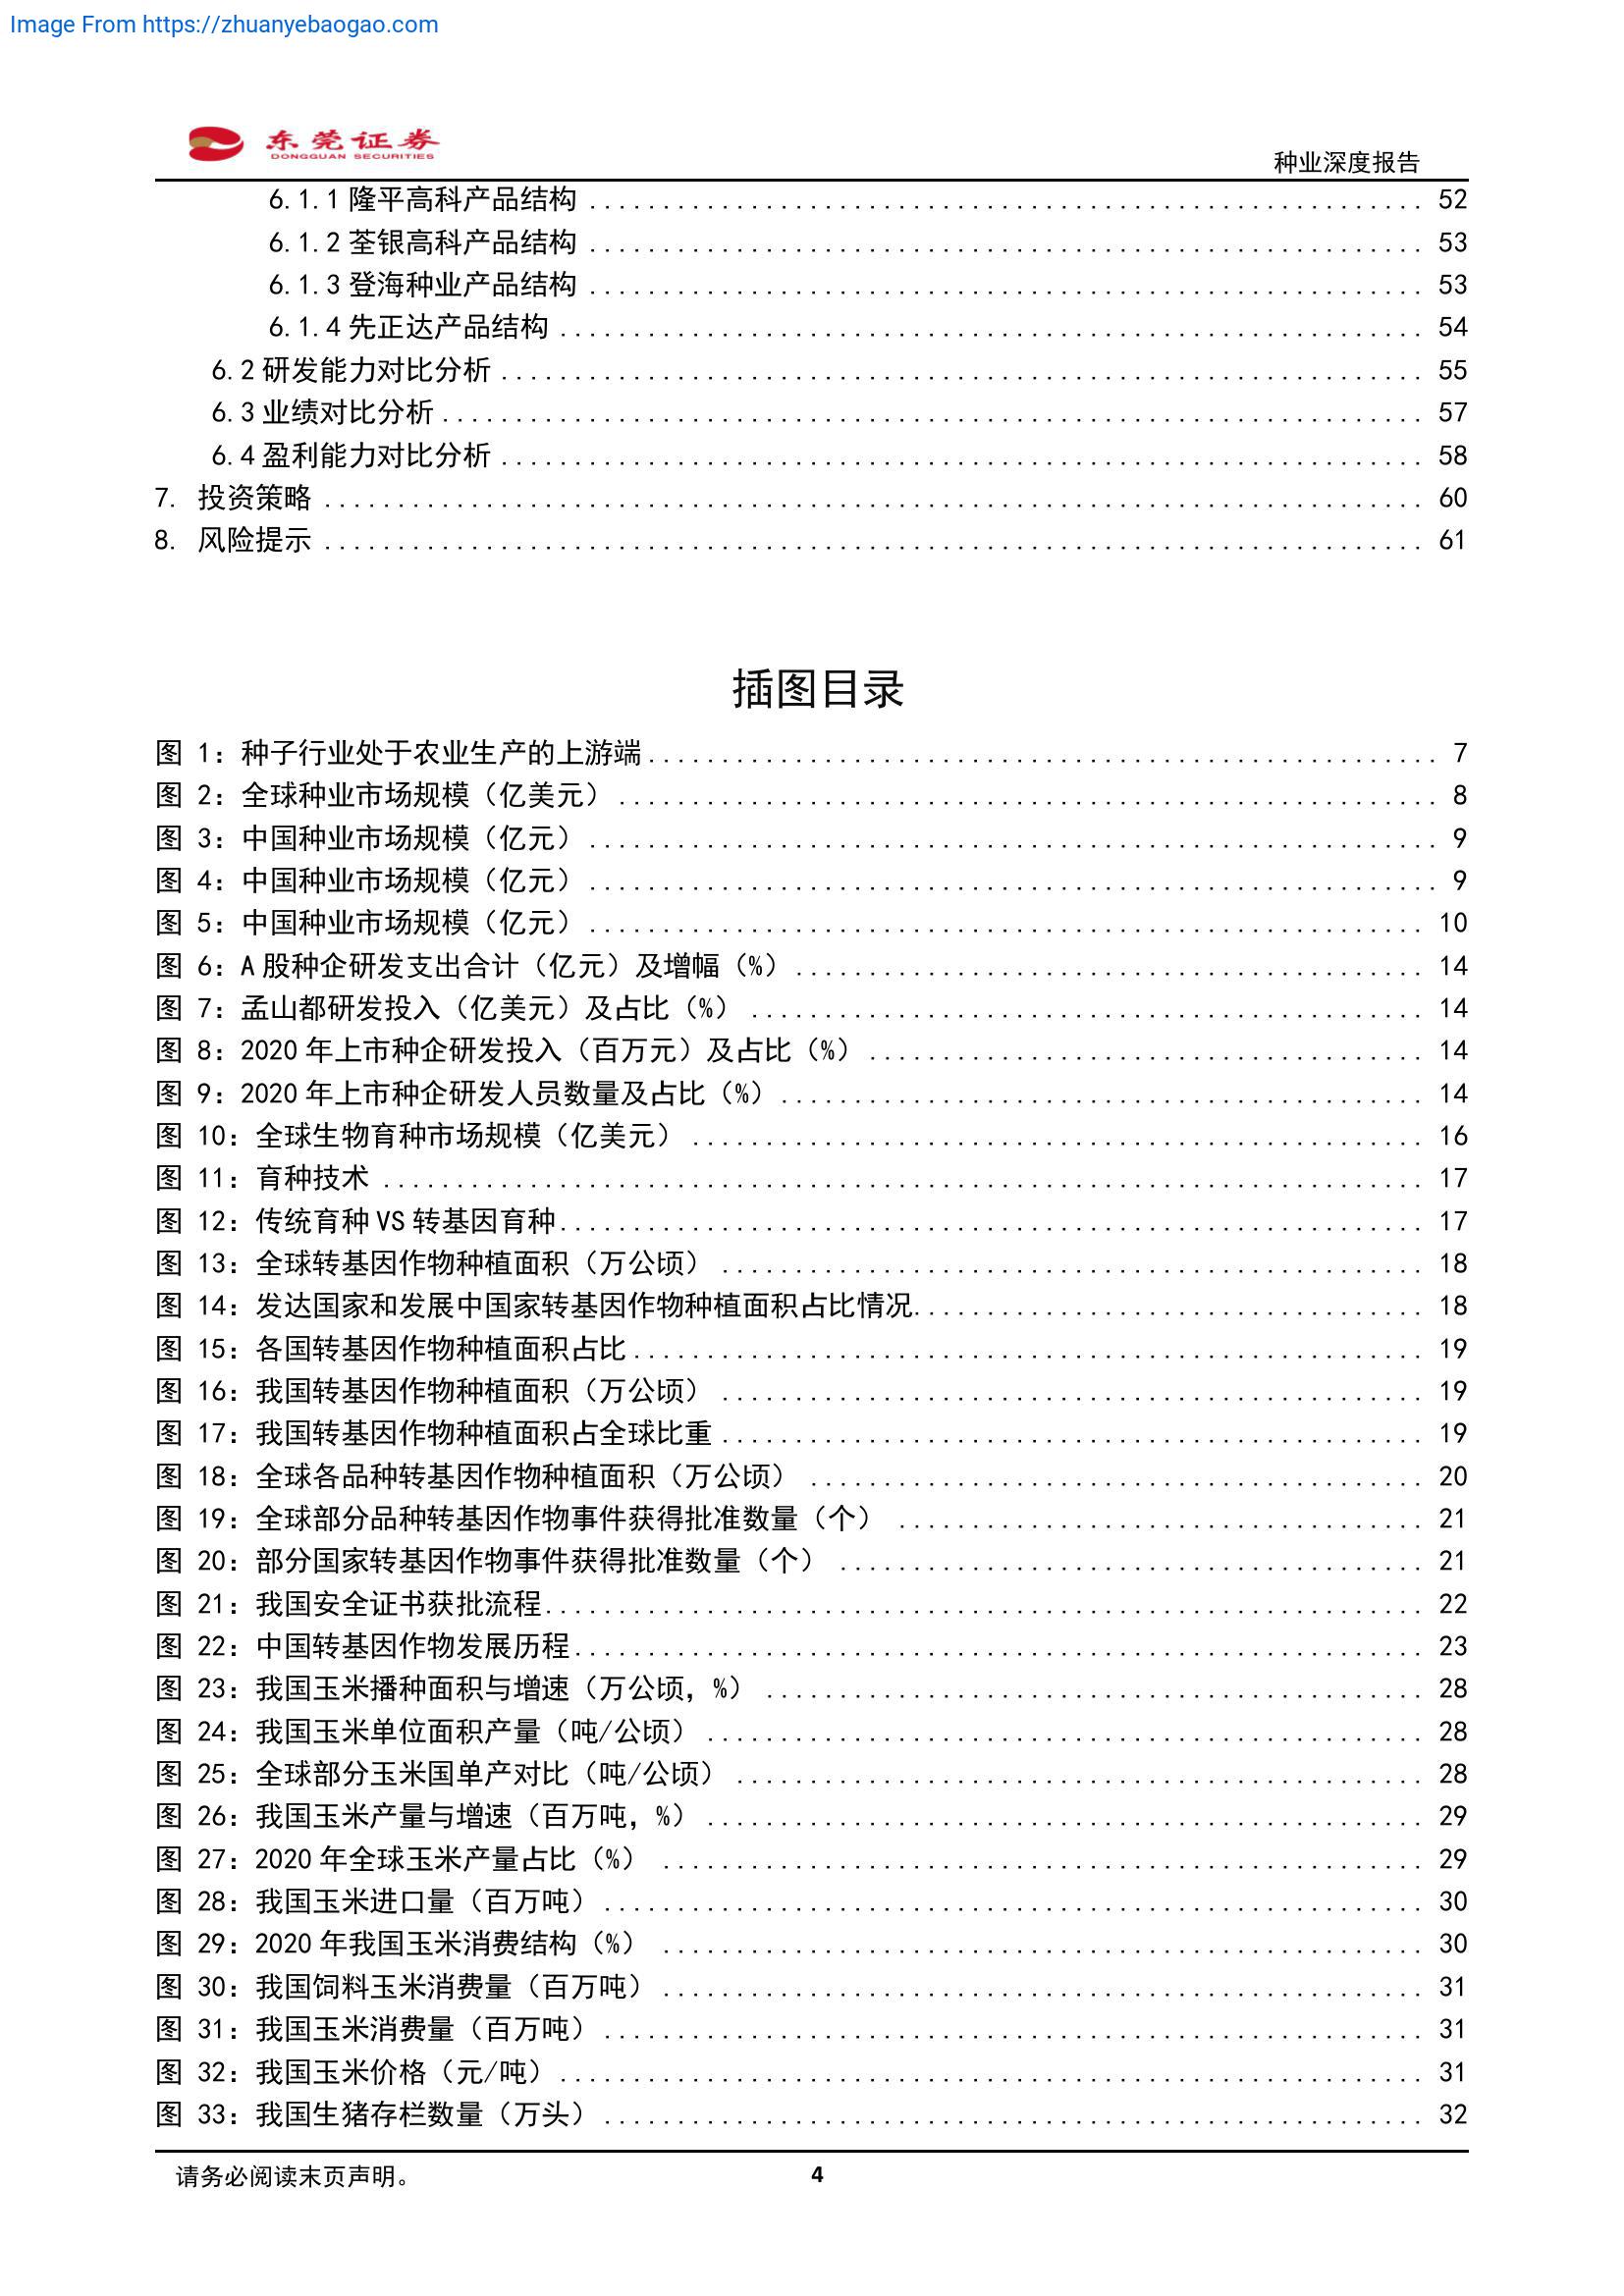 Image From https://zhuanyebaogao.com
东莞证券
DONGGUAN SECURITIES
种业深度报告
6.1.1 隆平高科产品结构 ........................................................ 52
6.1.2 荃银高科产品结构 ........................................................ 53
6.1.3 登海种业产品结构 ........................................................ 53
6.1.4 先正达产品结构 .......................................................... 54
6.2 研发能力对比分析 ............................................................. 55
6.3 业绩对比分析 ................................................................. 57
6.4 盈利能力对比分析 ............................................................. 58
7. 投资策略 ........................................................................ 60
8. 风险提示 ........................................................................ 61
插图目录
图 1：种子行业处于农业生产的上游端 ...................................................... 7
图 2：全球种业市场规模（亿美元） ........................................................ 8
图 3：中国种业市场规模（亿元） .......................................................... 9
图 4：中国种业市场规模（亿元） .......................................................... 9
图 5：中国种业市场规模（亿元） ......................................................... 10
图 6：A 股种企研发支出合计（亿元）及增幅（%） ........................................... 14
图 7：孟山都研发投入（亿美元）及占比（%） .............................................. 14
图 8：2020 年上市种企研发投入（百万元）及占比（%） ...................................... 14
图 9：2020 年上市种企研发人员数量及占比（%） ............................................ 14
图 10：全球生物育种市场规模（亿美元） .................................................. 16
图 11：育种技术 ....................................................................... 17
图 12：传统育种 VS 转基因育种 ........................................................... 17
图 13：全球转基因作物种植面积（万公顷） ................................................ 18
图 14：发达国家和发展中国家转基因作物种植面积占比情况 ................................... 18
图 15：各国转基因作物种植面积占比 ...................................................... 19
图 16：我国转基因作物种植面积（万公顷） ................................................ 19
图 17：我国转基因作物种植面积占全球比重 ................................................ 19
图 18：全球各品种转基因作物种植面积（万公顷） .......................................... 20
图 19：全球部分品种转基因作物事件获得批准数量（个） .................................... 21
图 20：部分国家转基因作物事件获得批准数量（个） ........................................ 21
图 21：我国安全证书获批流程 ............................................................ 22
图 22：中国转基因作物发展历程 .......................................................... 23
图 23：我国玉米播种面积与增速（万公顷，%） ............................................. 28
图 24：我国玉米单位面积产量（吨/公顷） ................................................. 28
图 25：全球部分玉米国单产对比（吨/公顷） ............................................... 28
图 26：我国玉米产量与增速（百万吨，%） ................................................. 29
图 27：2020 年全球玉米产量占比（%） .................................................... 29
图 28：我国玉米进口量（百万吨） ........................................................ 30
图 29：2020 年我国玉米消费结构（%） .................................................... 30
图 30：我国饲料玉米消费量（百万吨） .................................................... 31
图 31：我国玉米消费量（百万吨） ........................................................ 31
图 32：我国玉米价格（元/吨） ........................................................... 31
图 33：我国生猪存栏数量（万头） ........................................................ 32
请务必阅读末页声明。
4